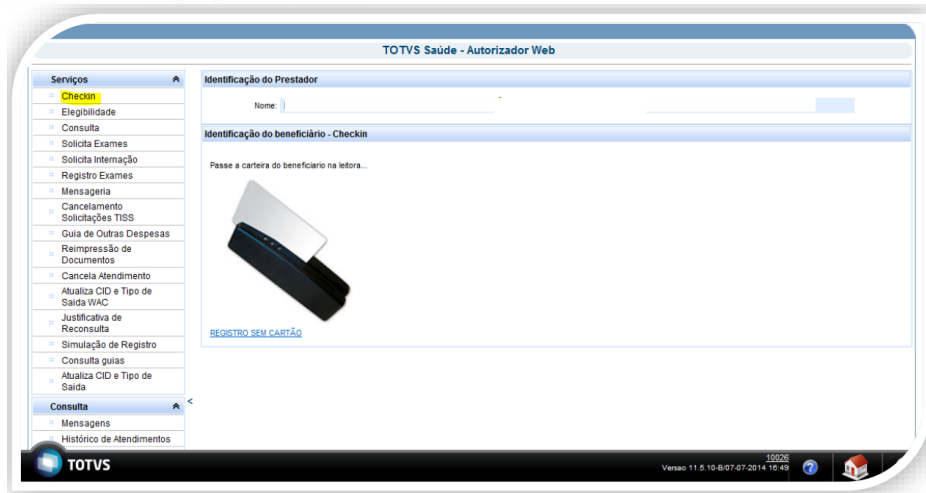 TOTVS Saúde - Autorizador Web
Serviços
Checkin
Elegibilidade
Consulta
Solicita Exames
Solicita Internação
Registro Exames
Mensageria
Cancelamento
Solicitações TISS
Guia de Outras Despesas
Reimpressão de
Documentos
Cancela Atendimento
Atualiza CID e Tipo de
Saida WAC
Justificativa de
Reconsulta
Simulação de Registro
Consulta guias
Atualiza CID e Tipo de
Saida
Consulta
Mensagens
Histórico de Atendimentos
<
Identificação do Prestador
Nome:
Identificação do beneficiário - Checkin
Passe a carteira do beneficiario na leitora...
REGISTRO SEM CARTÃO
TOTVS
10026
Versao 11.5.10-B/07-07-2014 16:49
?